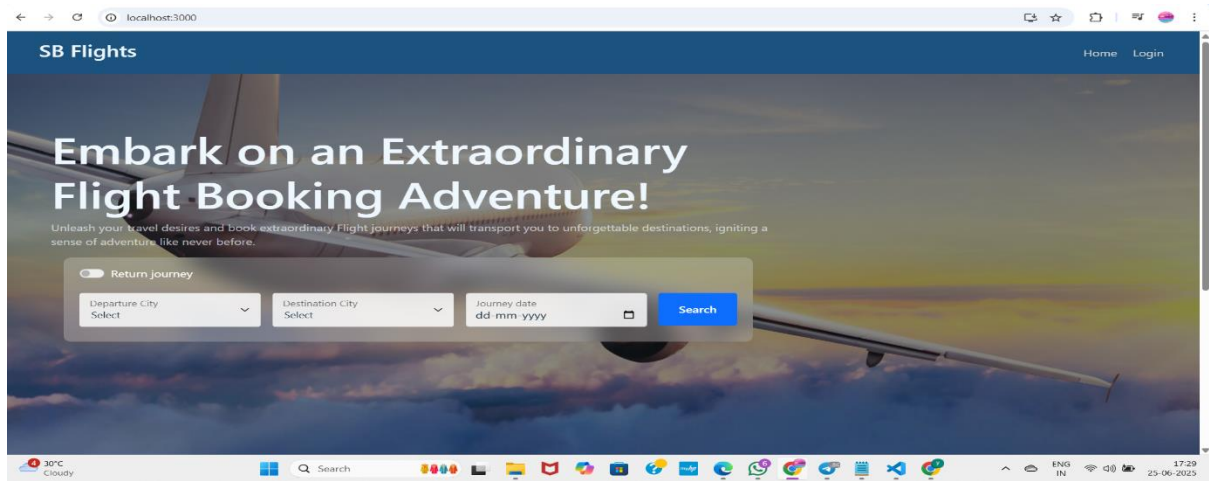 localhost:3000
SB Flights
Home Login
Embark on an Extraordinary
Flight Booking Adventure!
Unleash your travel desires and book extraordinary Flight journeys that will transport you to unforgettable destinations, igniting a
sense of adventure like never before.
Return journey
Departure City
Select
Destination City
Select
Journey date
dd-mm-yyyy
Search
4
30°C
Cloudy
Search
ENG
IN
17:29
25-06-2025